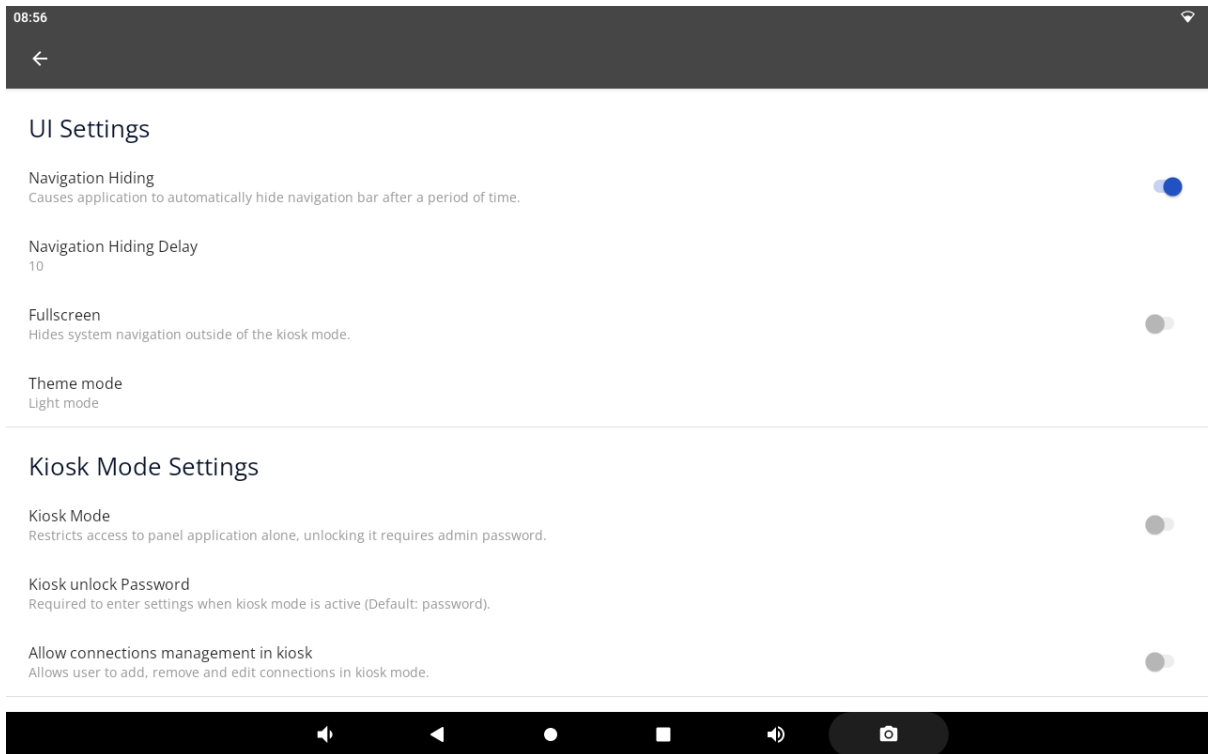 08:56
UI Settings
Navigation Hiding
Causes application to automatically hide navigation bar after a period of time.
Navigation Hiding Delay
10
Fullscreen
Hides system navigation outside of the kiosk mode.
Theme mode
Light mode
Kiosk Mode Settings
Kiosk Mode
Restricts access to panel application alone, unlocking it requires admin password.
Kiosk unlock Password
Required to enter settings when kiosk mode is active (Default: password).
Allow connections management in kiosk
Allows user to add, remove and edit connections in kiosk mode.